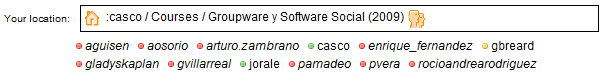 Your location: :casco / Courses / Groupware y Software Social (2009)
aguisen aosorio arturo.zambrano casco enrique_fernandez gbreard
gladyskaplan gvillarreal jorale pamadeo pvera rocioandrearodriguez